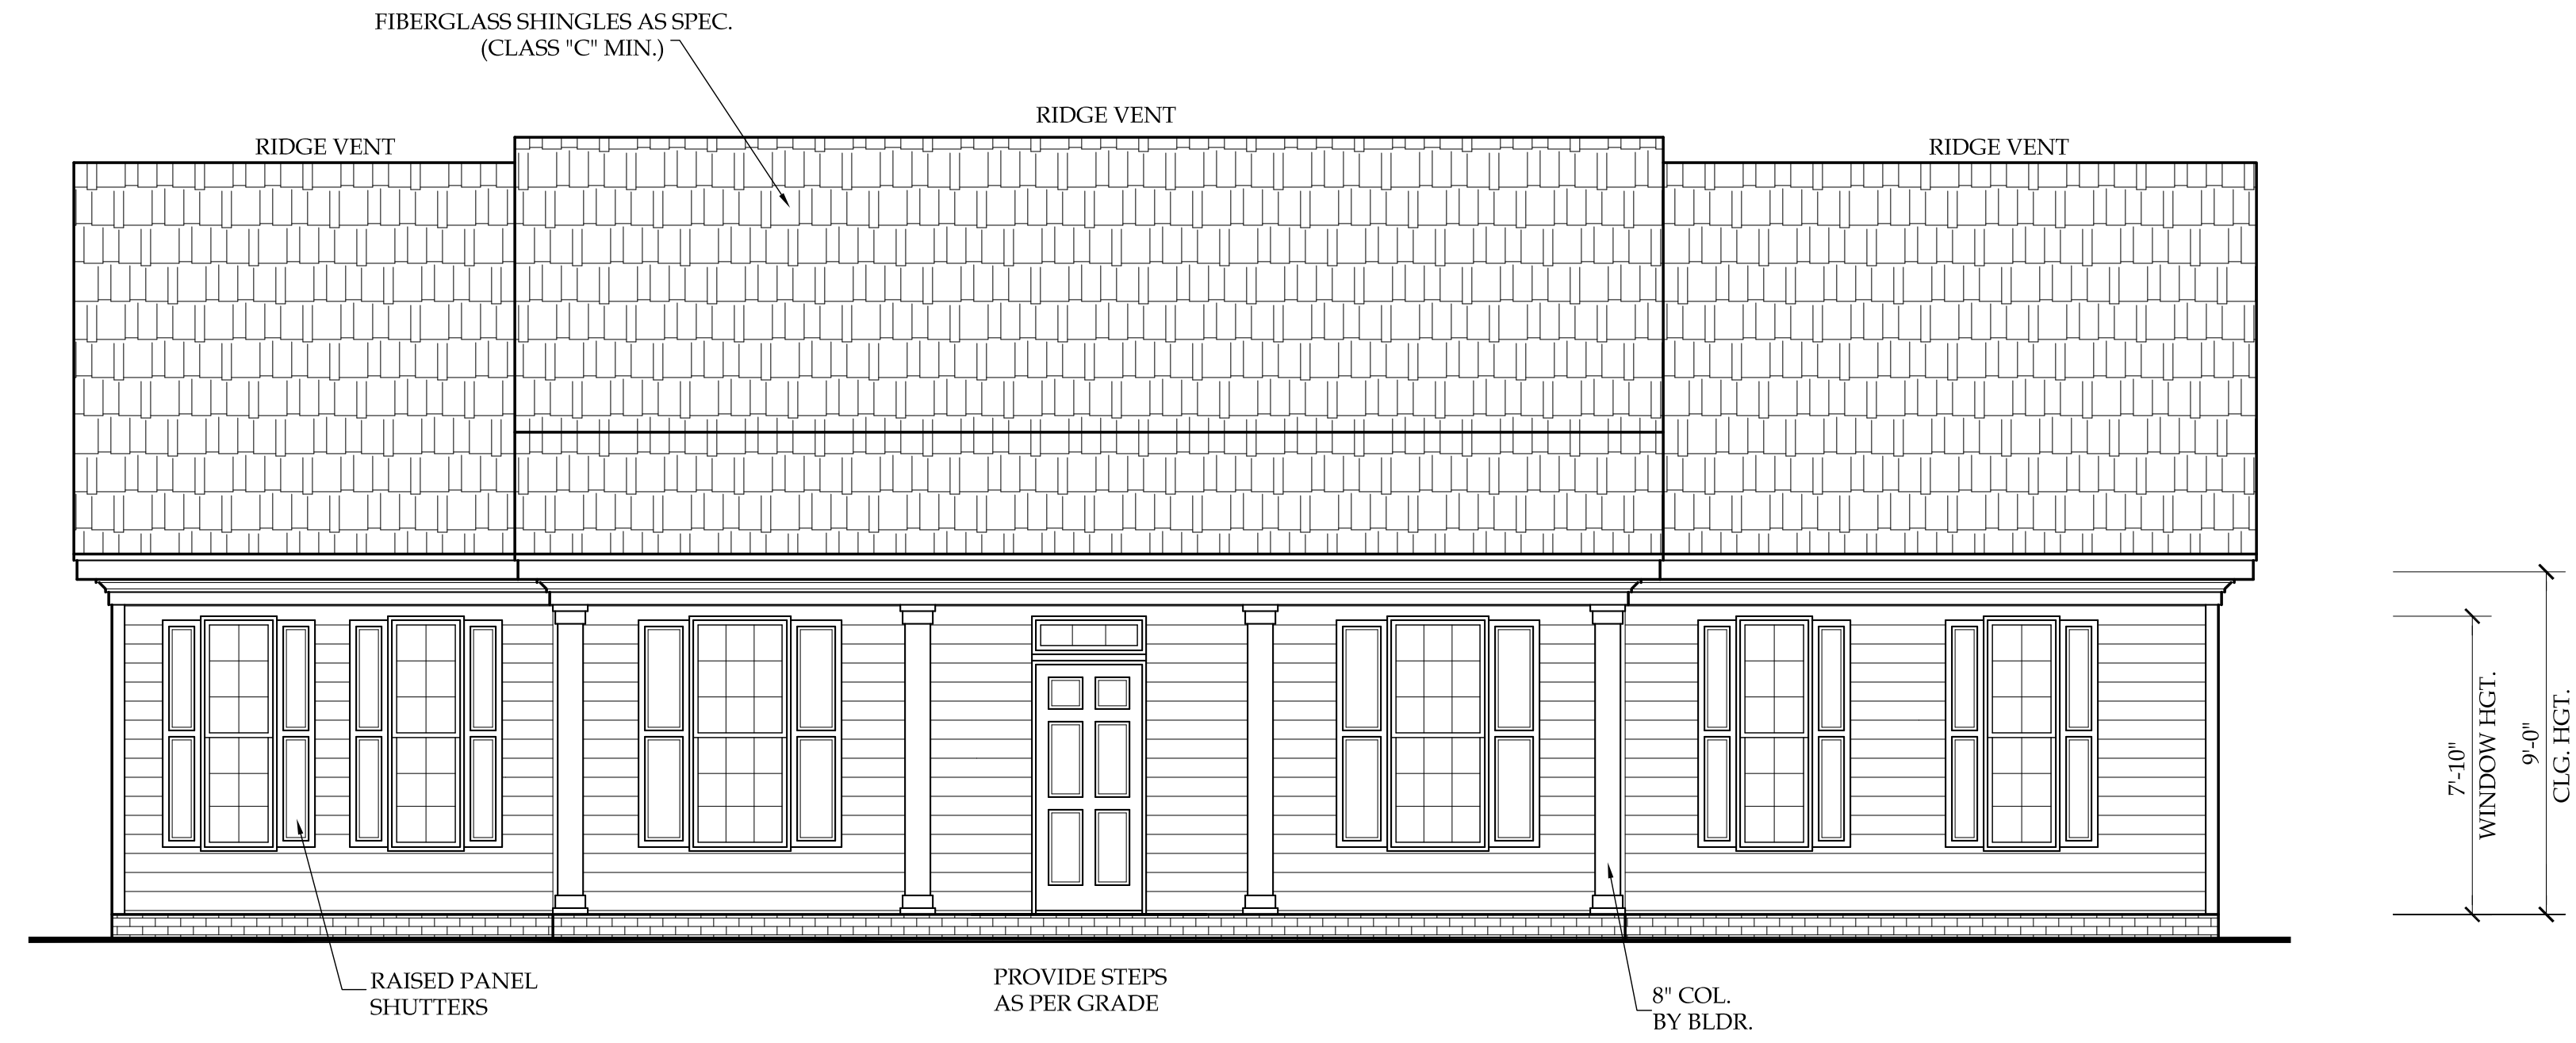 FIBERGLASS SHINGLES AS SPEC.
(CLASS "C" MIN.)
RIDGE VENT
RIDGE VENT
RIDGE VENT
7'-10"
WINDOW HGT.
9'-0"
CLG. HGT.
RAISED PANEL
SHUTTERS
PROVIDE STEPS
AS PER GRADE
8" COL.
BY BLDR.